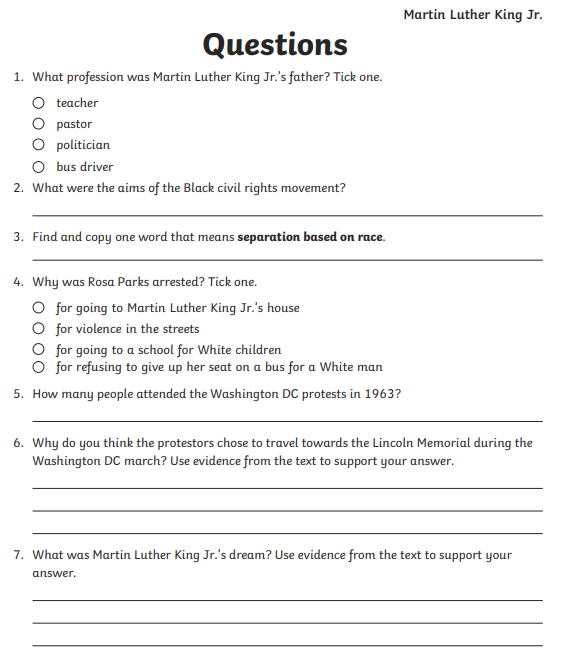 Martin Luther King Jr.
Questions
1. What profession was Martin Luther King Jr.'s father? Tick one.
teacher
pastor
politician
bus driver
2. What were the aims of the Black civil rights movement?
3. Find and copy one word that means separation based on race.
4. Why was Rosa Parks arrested? Tick one.
for going to Martin Luther King Jr.'s house
for violence in the streets
for going to a school for White children
for refusing to give up her seat on a bus for a White man
5. How many people attended the Washington DC protests in 1963?
6. Why do you think the protestors chose to travel towards the Lincoln Memorial during the
Washington DC march? Use evidence from the text to support your answer.
7. What was Martin Luther King Jr.'s dream? Use evidence from the text to support your
answer.